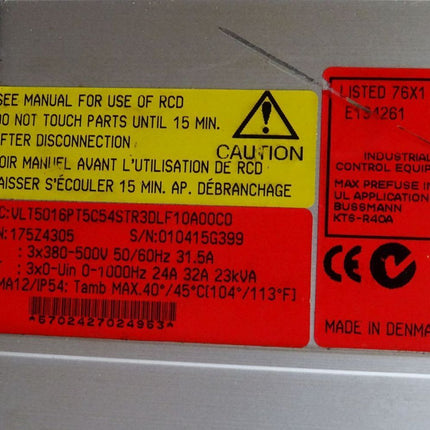 SEE MANUAL FOR USE OF RCD
DO NOT TOUCH PARTS UNTIL 15 MIN.
AFTER DISCONNECTION
CAUTION
VOIR MANUEL AVANT L'UTILISATION DE RCD
LAISSER S'ÉCOULER 15 MIN. AP. DÉBRANCHAGE
C:VLT5016PT5C54STR3DLF10A00C0
N:175Z4305 S/N:010415G399
: 3x380-500V 50/60Hz 31.5A
: 3x0-Uin 0-1000Hz 24A 32A 23kVA
MA12/IP54: Tamb MAX.40°/45°C[104°/113°F]
*5702427024953*
LISTED 76X1
E134261
INDUSTRIAL
CONTROL EQUIP
MAX PREFUSE IN
UL APPLICATION
BUSSMANN
KTS-R40A
CE
MADE IN DENMA